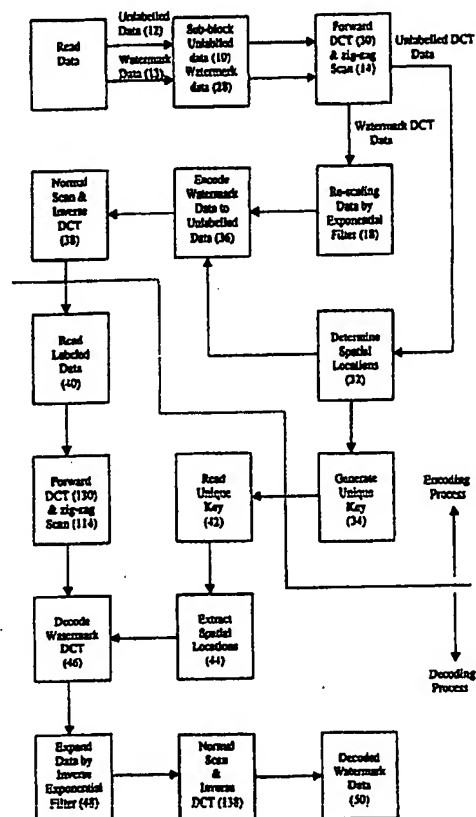 Unlabelled
Data (12)
Read
Data
Watermark
Data (13)
Sub-block
Unlablled
data (10)
Watermerk
data (28)
Forward
DCT (30)
& zig-zag
Scan (14)
Unlabelled DCT
Data
Watermark DCT
Data
Normal
Scan &
Inverse
DCT
(38)
Encode
Watermark
Data to
Unlabelled
Data (36)
Re-scaling
Data by
Exponential
Filter (18)
Read
Labeled
Data
(40)
Determine
Spatial
Locations
(32)
Forward
DCT (130)
& zig-zag
Scan (114)
Read
Unique
Key
(42)
Generate
Unique
Key
(34)
Encoding
Process
Decode
Watermark
DCT
(46)
Extract
Spatial
Locations
(44)
Decoding
Process
Expand
Data by
Inverse
Exponential
Filter (48)
Normal
Scan
&
Inverse
DCT (138)
Decoded
Watermark
Data
(50)